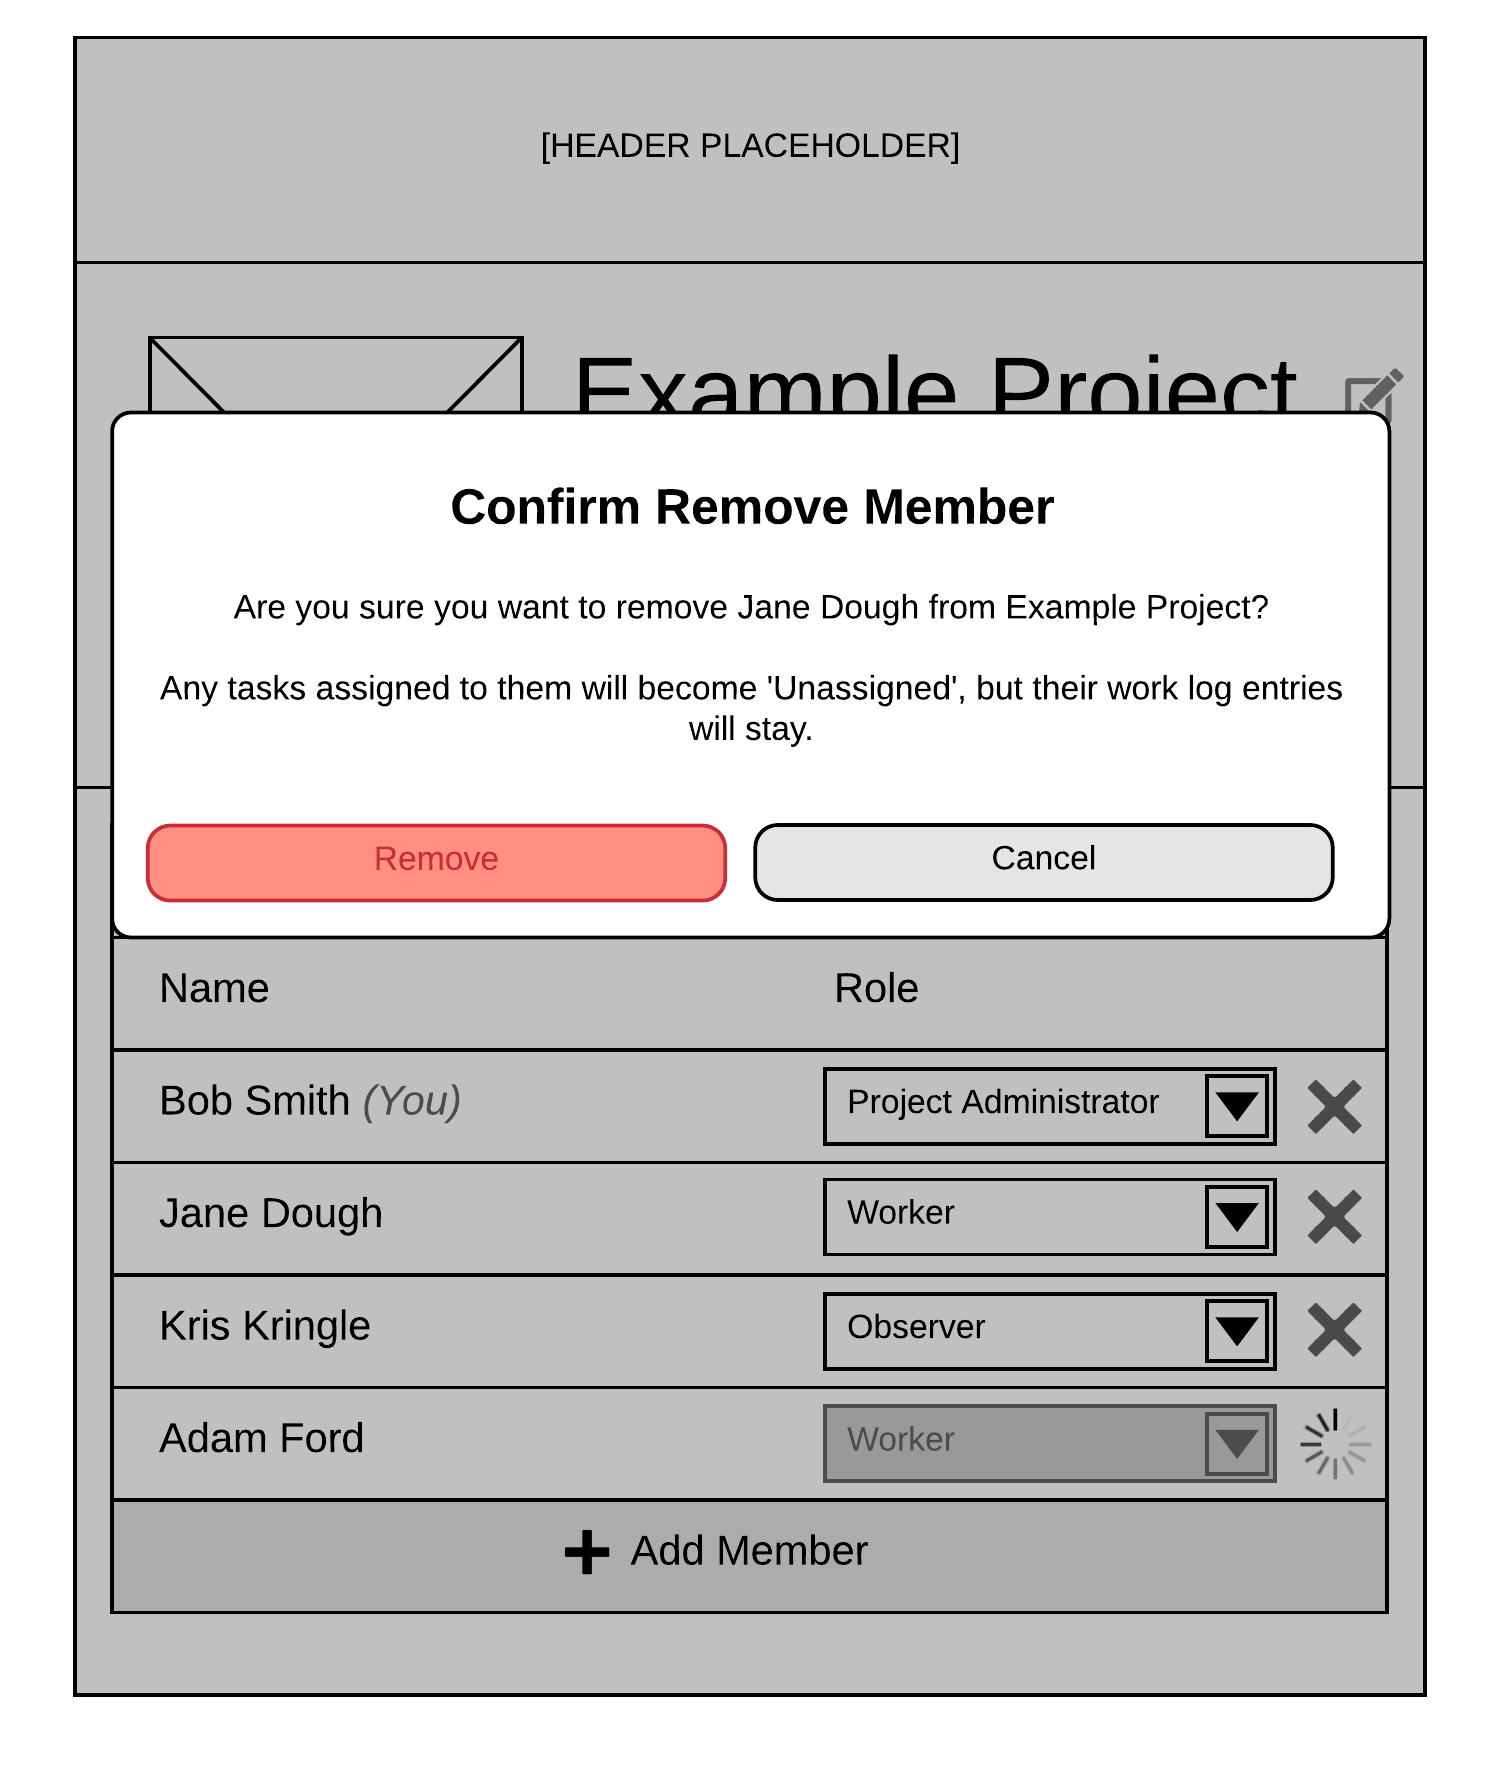 [HEADER PLACEHOLDER]
Example Project
Confirm Remove Member
Are you sure you want to remove Jane Dough from Example Project?
Any tasks assigned to them will become 'Unassigned', but their work log entries
will stay.
Remove
Cancel
Name
Role
Bob Smith (You)
Project Administrator
Jane Dough
Worker
Kris Kringle
Observer
Adam Ford
Worker
Add Member